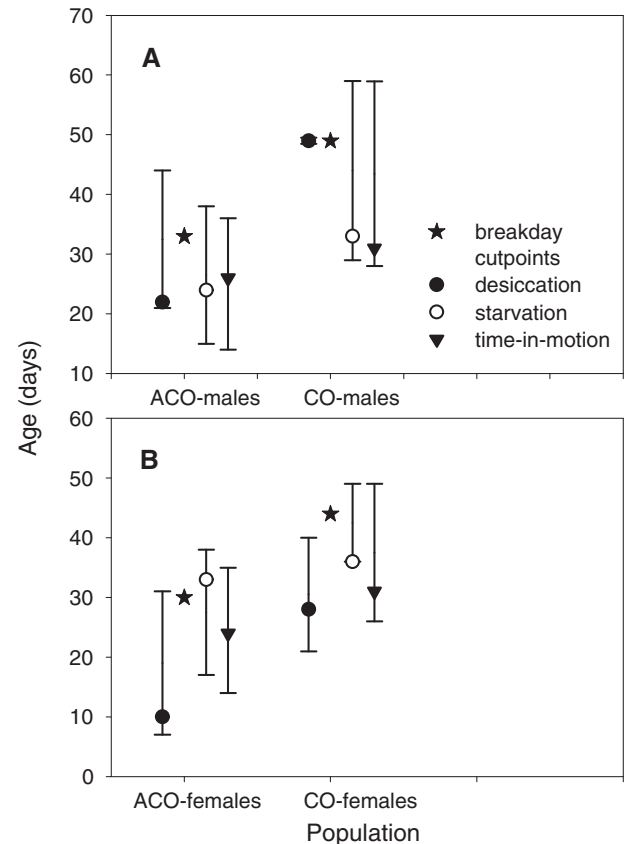 70
A
60
50
40
breakday
cutpoints
30
desiccation
starvation
20
time-in-motion
10
ACO-males CO-males
Age (days)
60
B
50
40
30
20
10
0
ACO-females CO-females
Population